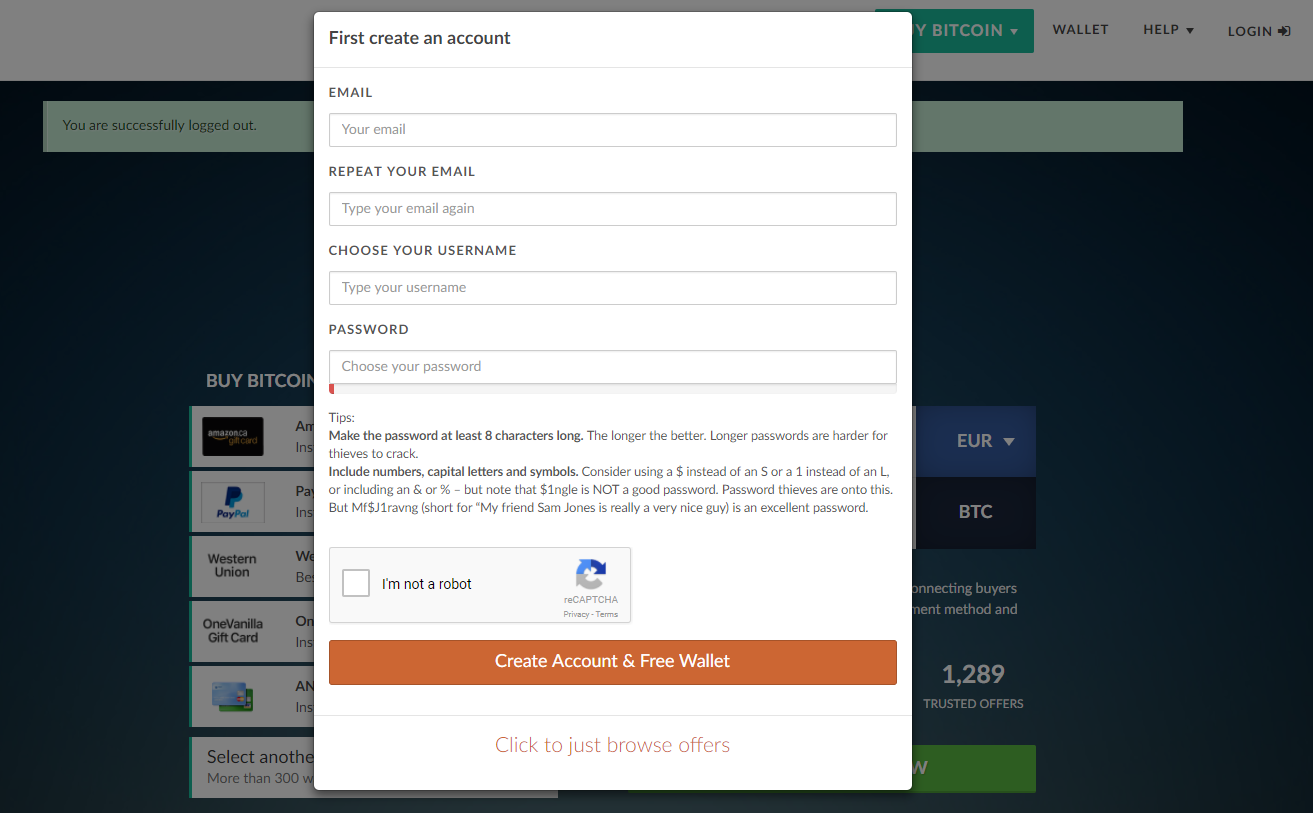 First create an account
Y BITCOIN
WALLET
HELP
LOGIN
You are successfully logged out.
EMAIL
Your email
REPEAT YOUR EMAIL
Type your email again
CHOOSE YOUR USERNAME
Type your username
PASSWORD
Choose your password
Tips:
Make the password at least 8 characters long. The longer the better. Longer passwords are harder for
thieves to crack.
Include numbers, capital letters and symbols. Consider using a $ instead of an S or a 1 instead of an L,
or including an & or % – but note that $1ngle is NOT a good password. Password thieves are onto this.
But Mf$J1ravng (short for “My friend Sam Jones is really a very nice guy) is an excellent password.
I'm not a robot
reCAPTCHA
Privacy - Terms
Create Account & Free Wallet
Click to just browse offers
BUY BITCOIN
amazon.ca
gift card
Am
Ins
PayPal
Pay
Ins
Western
Union
We
Bes
OneVanilla
Gift Card
On
Ins
AN
Ins
Select anothe
More than 300 w
EUR
BTC
onnecting buyers
ment method and
1,289
TRUSTED OFFERS
W